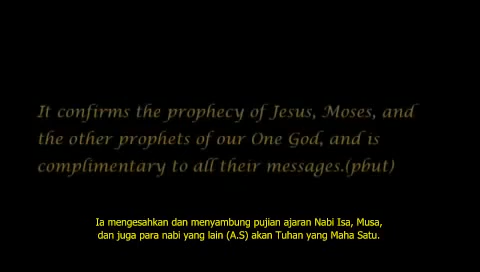 It confirms the prophecy of Jesus, Moses, and
the other prophets of our One God, and is
complimentary to all their messages.(pbut)
Ia mengesahkan dan menyambung pujian ajaran Nabi Isa, Musa,
dan juga para nabi yang lain (A.S) akan Tuhan yang Maha Satu.